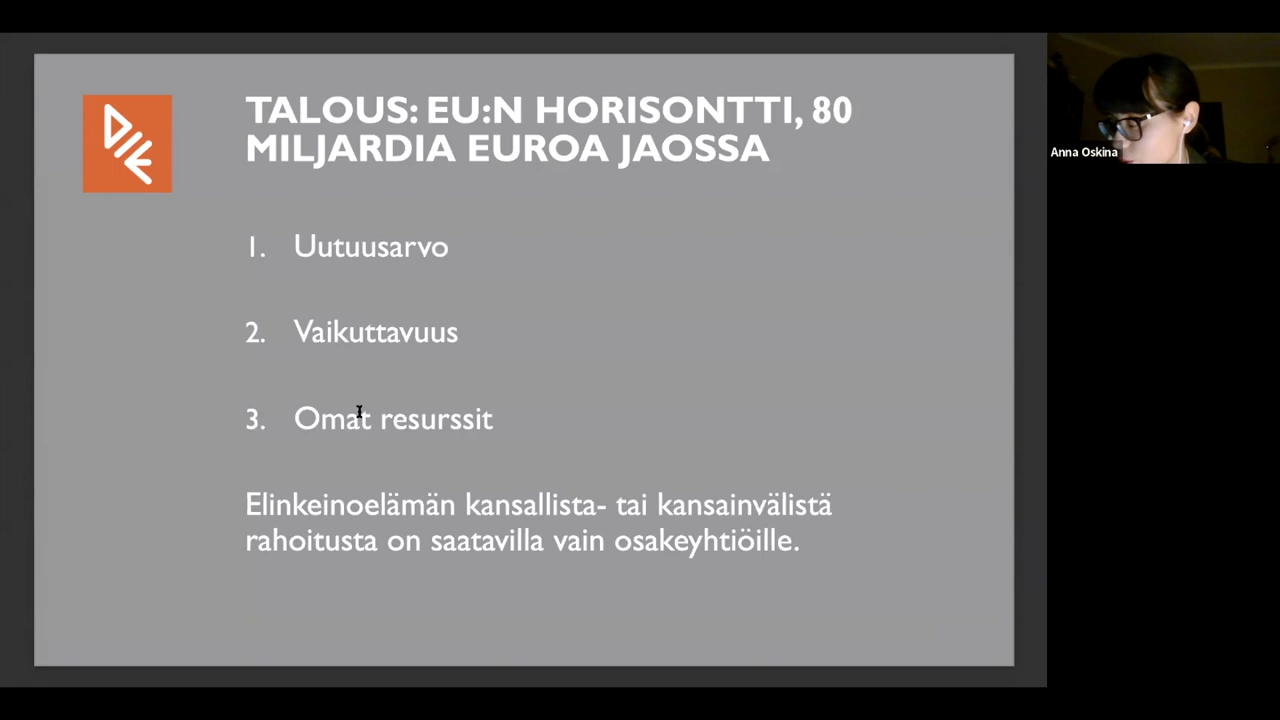 TALOUS: EU:N HORISONTTI, 80
MILJARDIA EUROA JAOSSA
1. Uutuusarvo
2. Vaikuttavuus
3. Omat resurssit
Elinkeinoelämän kansallista- tai kansainvälistä
rahoitusta on saatavilla vain osakeyhtiöille.
Anna Oskina